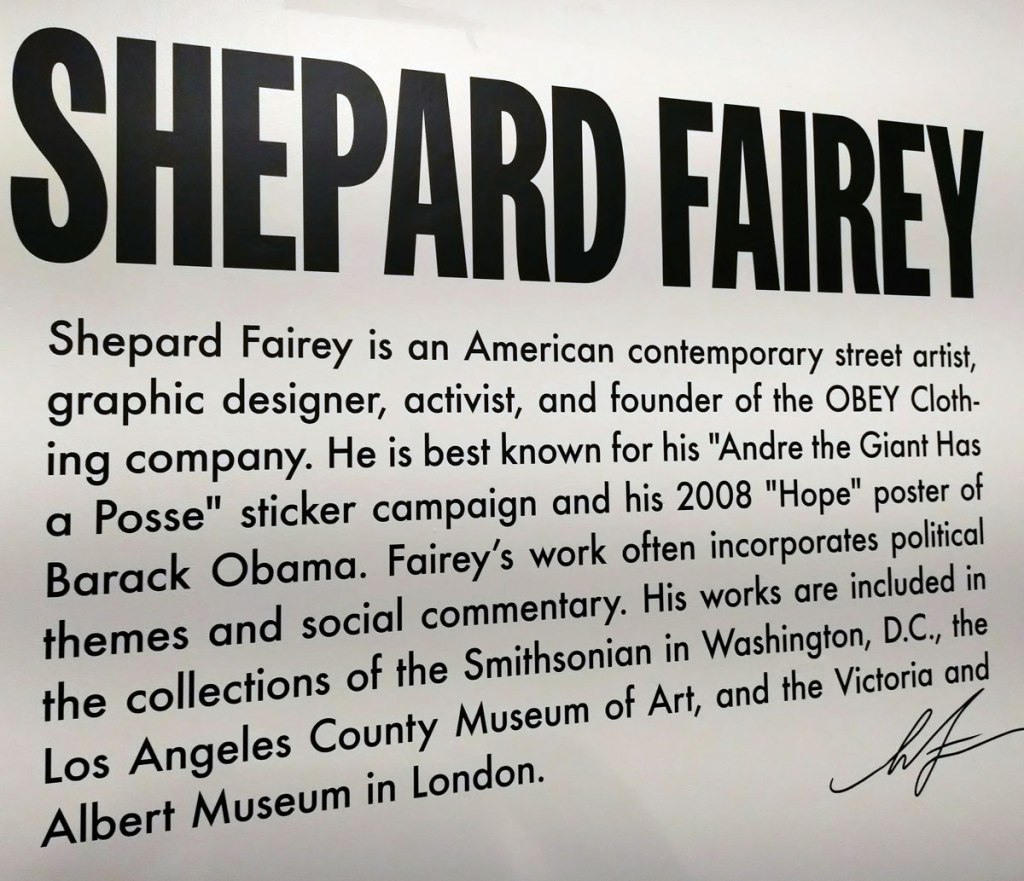 SHEPARD FAIREY
Shepard Fairey is an American contemporary street artist,
graphic designer, activist, and founder of the OBEY Cloth-
ing company. He is best known for his "Andre the Giant Has
a Posse" sticker campaign and his 2008 "Hope" poster of
Barack Obama. Fairey’s work often incorporates political
themes and social commentary. His works are included in
the collections of the Smithsonian in Washington, D.C., the
Los Angeles County Museum of Art, and the Victoria and
Albert Museum in London.